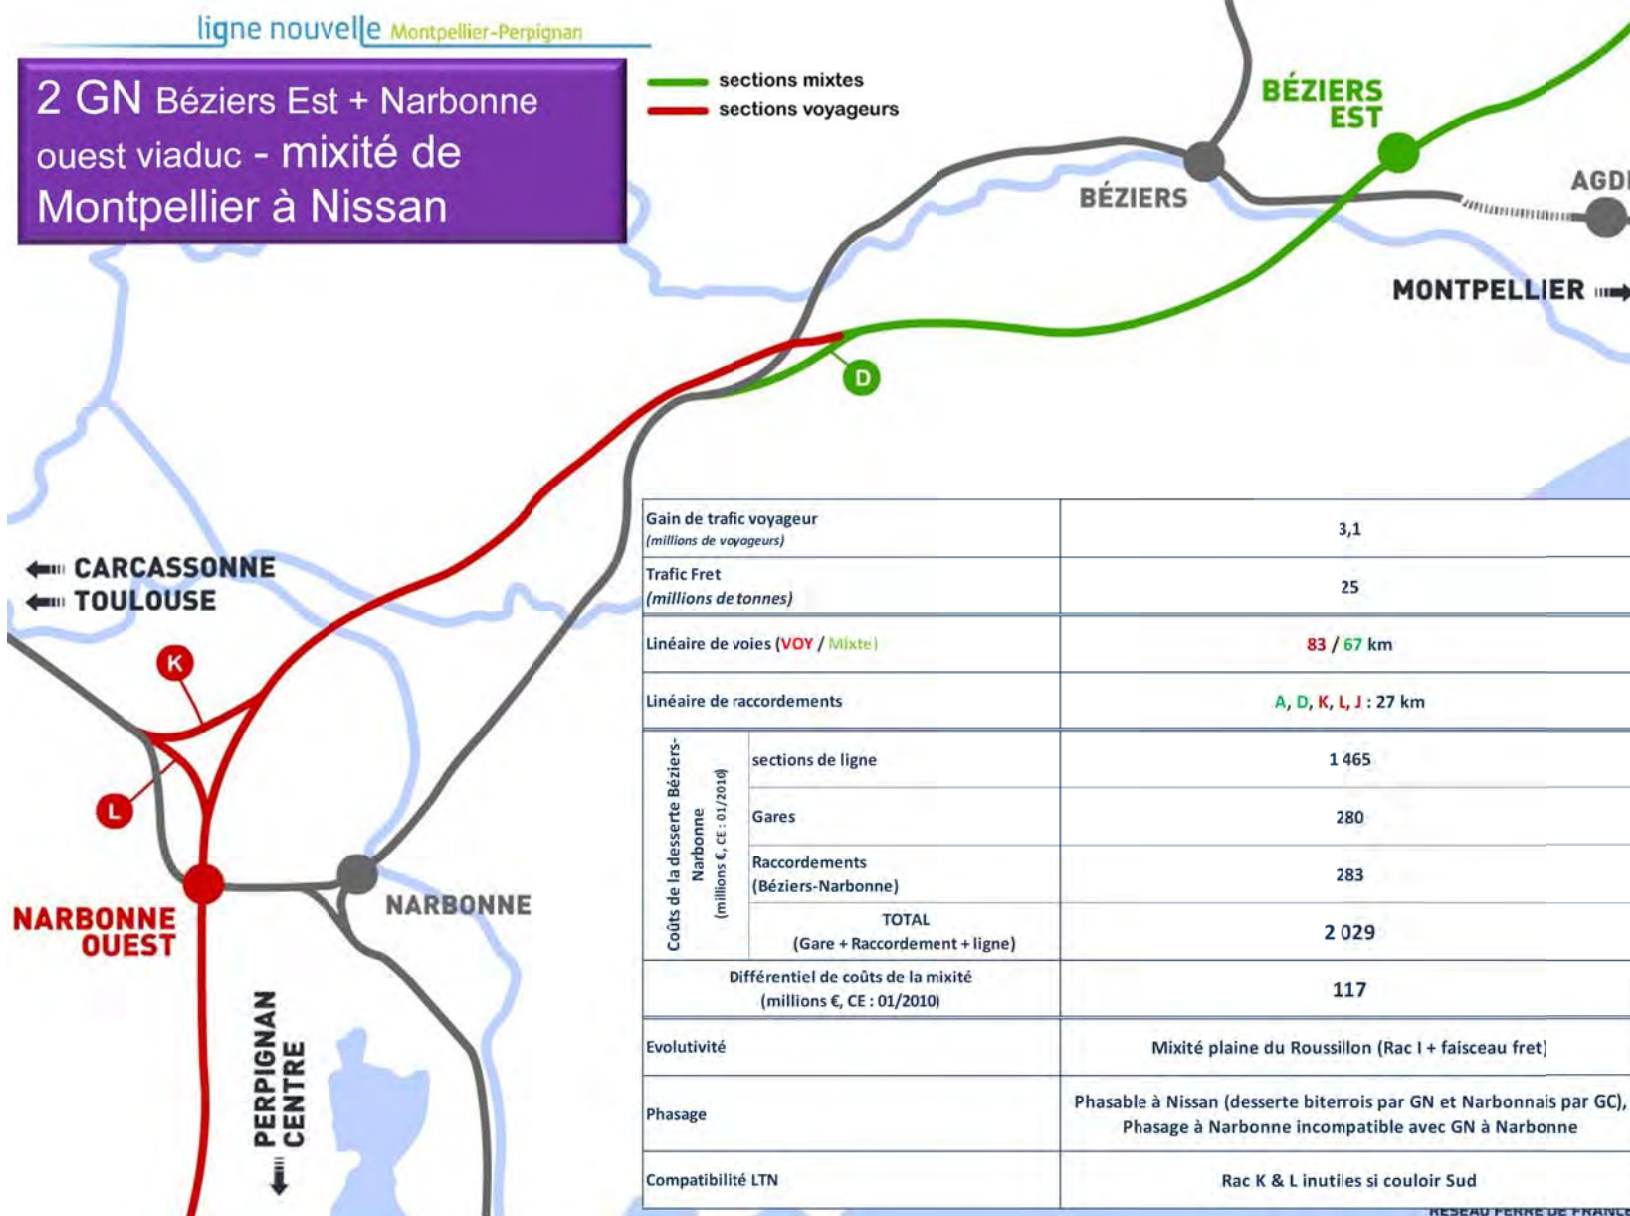 ligne nouvelle Montpellier-Perpignan
2 GN Béziers Est + Narbonne
ouest viaduc - mixité de
Montpellier à Nissan
sections mixtes
sections voyageurs
BÉZIERS
EST
BÉZIERS
MONTPELLIER
CARCASSONNE
TOULOUSE
D
K
L
NARBONNE
OUEST
NARBONNE
PERPIGNAN
CENTRE
Gain de trafic voyageur
(millions de voyageurs)
3,1
Trafic Fret
(millions de tonnes)
25
Linéaire de voies (VOY / Mixte)
83 / 67 km
Linéaire de raccordements
A, D, K, L, J : 27 km
Coûts de la desserte Béziers-
Narbonne
(millions €, CE : 01/2010)
sections de ligne
1 465
Gares
280
Raccordements
(Béziers-Narbonne)
283
TOTAL
(Gare + Raccordement + ligne)
2 029
Différentiel de coûts de la mixité
(millions €, CE : 01/2010)
117
Evolutivité
Mixité plaine du Roussillon (Rac I + faisceau fret)
Phasage
Phasable à Nissan (desserte biterrois par GN et Narbonnais par GC),
Phasage à Narbonne incompatible avec GN à Narbonne
Compatibilité LTN
Rac K & L inutiles si couloir Sud
RÉSEAU FERRÉ DE FRANCE